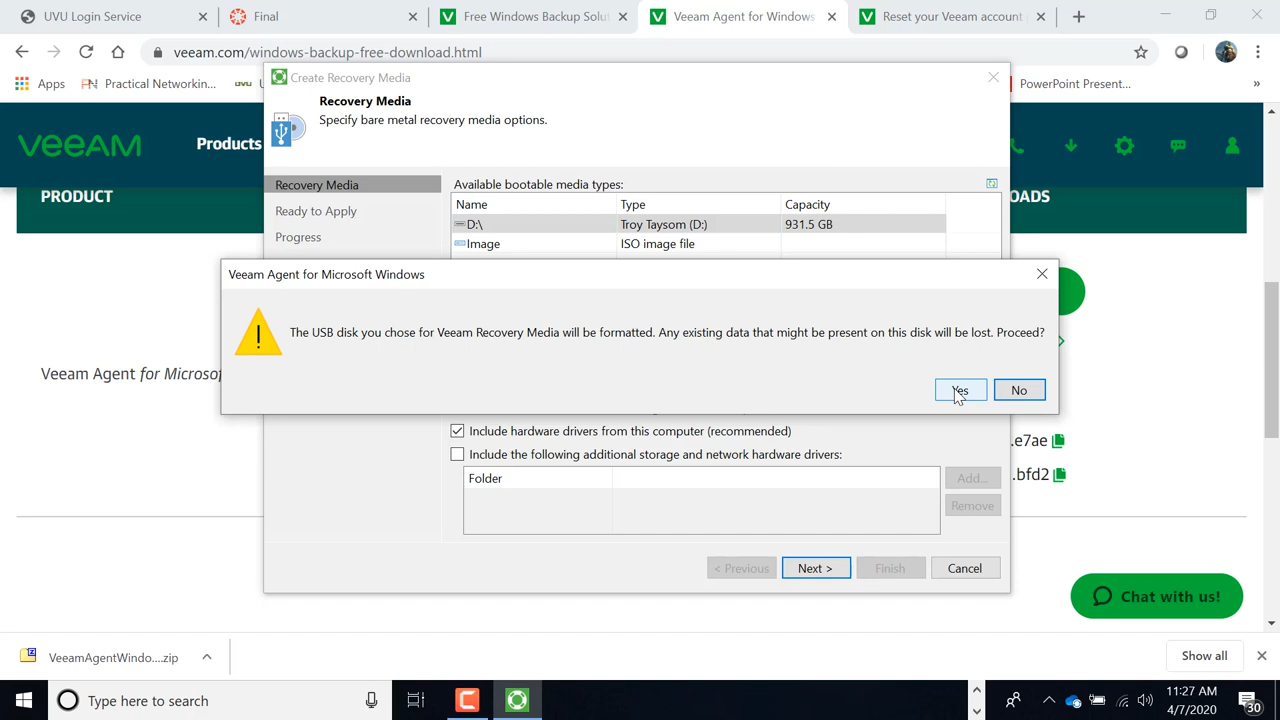 UVU Login Service
Final
Free Windows Backup Solu
Veeam Agent for Windows
Reset your Veeam account
veeam.com/windows-backup-free-download.html
Apps
Practical Networkin...
UVU
PowerPoint Present...
»
Create Recovery Media
Recovery Media
Specify bare metal recovery media options.
VEEAM
Products
PRODUCT
OADS
Recovery Media
Ready to Apply
Progress
Available bootable media types:
Name Type Capacity
D:\ Troy Taysom (D:) 931.5 GB
Image ISO image file
Veeam Agent for Microsoft Windows
The USB disk you chose for Veeam Recovery Media will be formatted. Any existing data that might be present on this disk will be lost. Proceed?
Yes No
Veeam Agent for Microsof
Include hardware drivers from this computer (recommended)
.e7ae
Include the following additional storage and network hardware drivers:
Folder
Add...
.bfd2
Remove
< Previous Next > Finish Cancel
Chat with us!
VeeamAgentWindo....zip
Show all
Type here to search
11:27 AM
4/7/2020
30